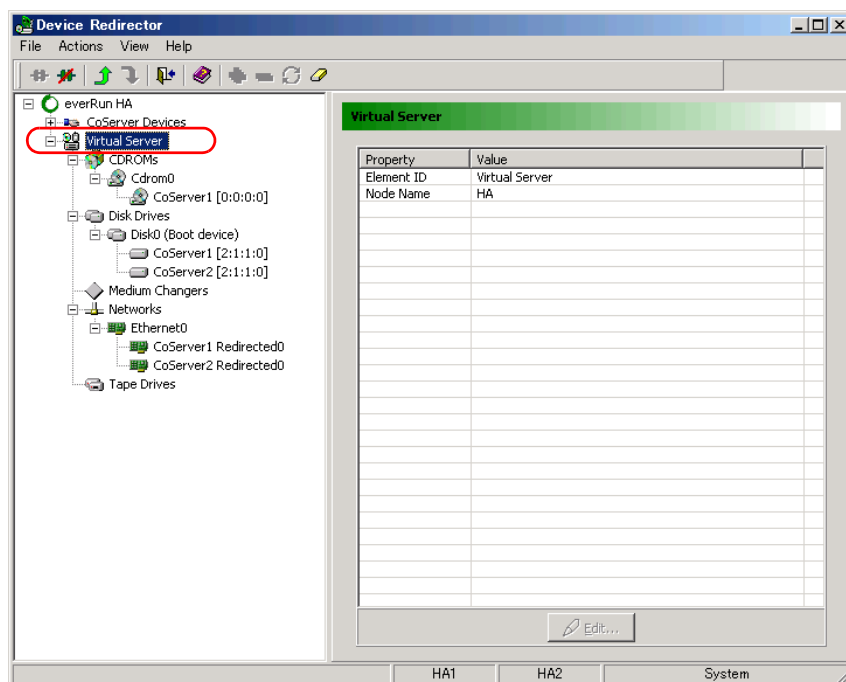 Device Redirector
File Actions View Help
everRun HA
CoServer Devices
Virtual Server
CDROMs
Cdrom0
CoServer1 [0:0:0:0]
Disk Drives
Disk0 (Boot device)
CoServer1 [2:1:1:0]
CoServer2 [2:1:1:0]
Medium Changers
Networks
Ethernet0
CoServer1 Redirected0
CoServer2 Redirected0
Tape Drives
Virtual Server
Property Value
Element ID Virtual Server
Node Name HA
Edit...
HA1 HA2 System